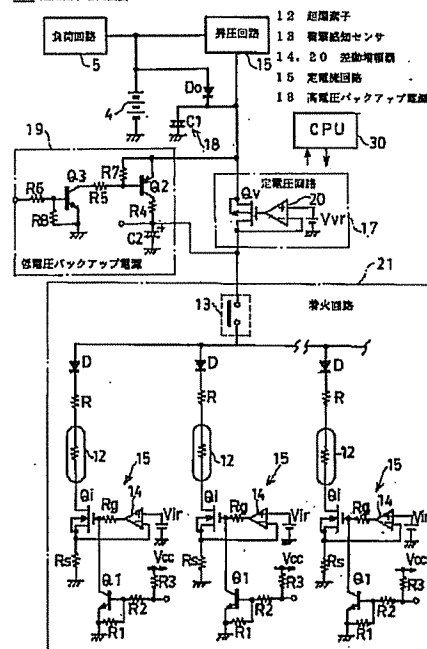 負荷回路
5
昇圧回路
15
12 起爆素子
13 衝撃感知センサ
14, 20 差動増幅器
15 定電流回路
18 高電圧バックアップ電源
Do
4
C1
18
CPU
30
19
Q3
R7
Q2
R6
R5
R4
R8
C2
+
低電圧バックアップ電源
定電圧回路
Qv
20
Vvr
17
21
13
着火回路
D
D
D
R
R
R
12
12
12
15
15
15
Qi
Rg
14
Vir
Qi
Rg
14
Vir
Qi
Rg
14
Vir
Rs
Vcc
R3
Rs
Vcc
R3
Rs
Vcc
R3
Q1
R2
Q1
R2
Q1
R2
R1
R1
R1